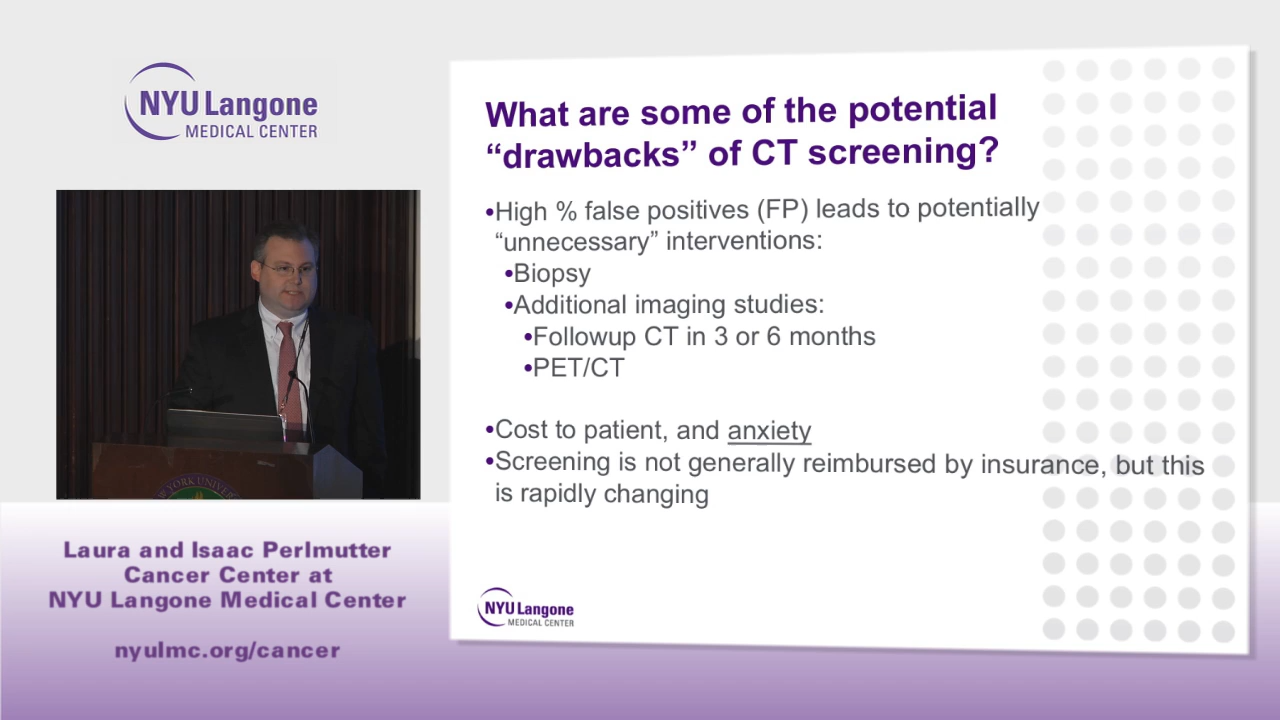 NYU Langone
MEDICAL CENTER
What are some of the potential
“drawbacks” of CT screening?
•High % false positives (FP) leads to potentially
“unnecessary” interventions:
•Biopsy
•Additional imaging studies:
•Followup CT in 3 or 6 months
•PET/CT
•Cost to patient, and anxiety
•Screening is not generally reimbursed by insurance, but this
is rapidly changing
NYU Langone
MEDICAL CENTER
YORK UNIVER
Laura and Isaac Perlmutter
Cancer Center at
NYU Langone Medical Center
nyulmc.org/cancer